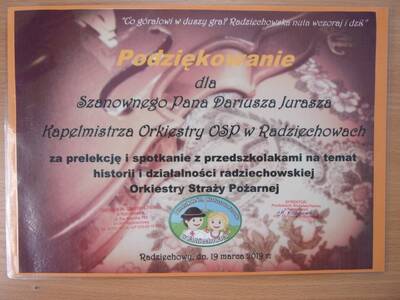 "Co góralowi w duszy gra? Radziechowska nuta wczoraj i dziś"
Podziękowanie
dla
Szanownego Pana Dariusza Jurasza
Kapelmistrza Orkiestry OSP w Radziechowach
za prelekcję i spotkanie z przedszkolakami na temat
historii i działalności radziechowskiej
Orkiestry Straży Pożarnej
DYREKTOR
Radziechowy, dn. 19 marca 2019 r.